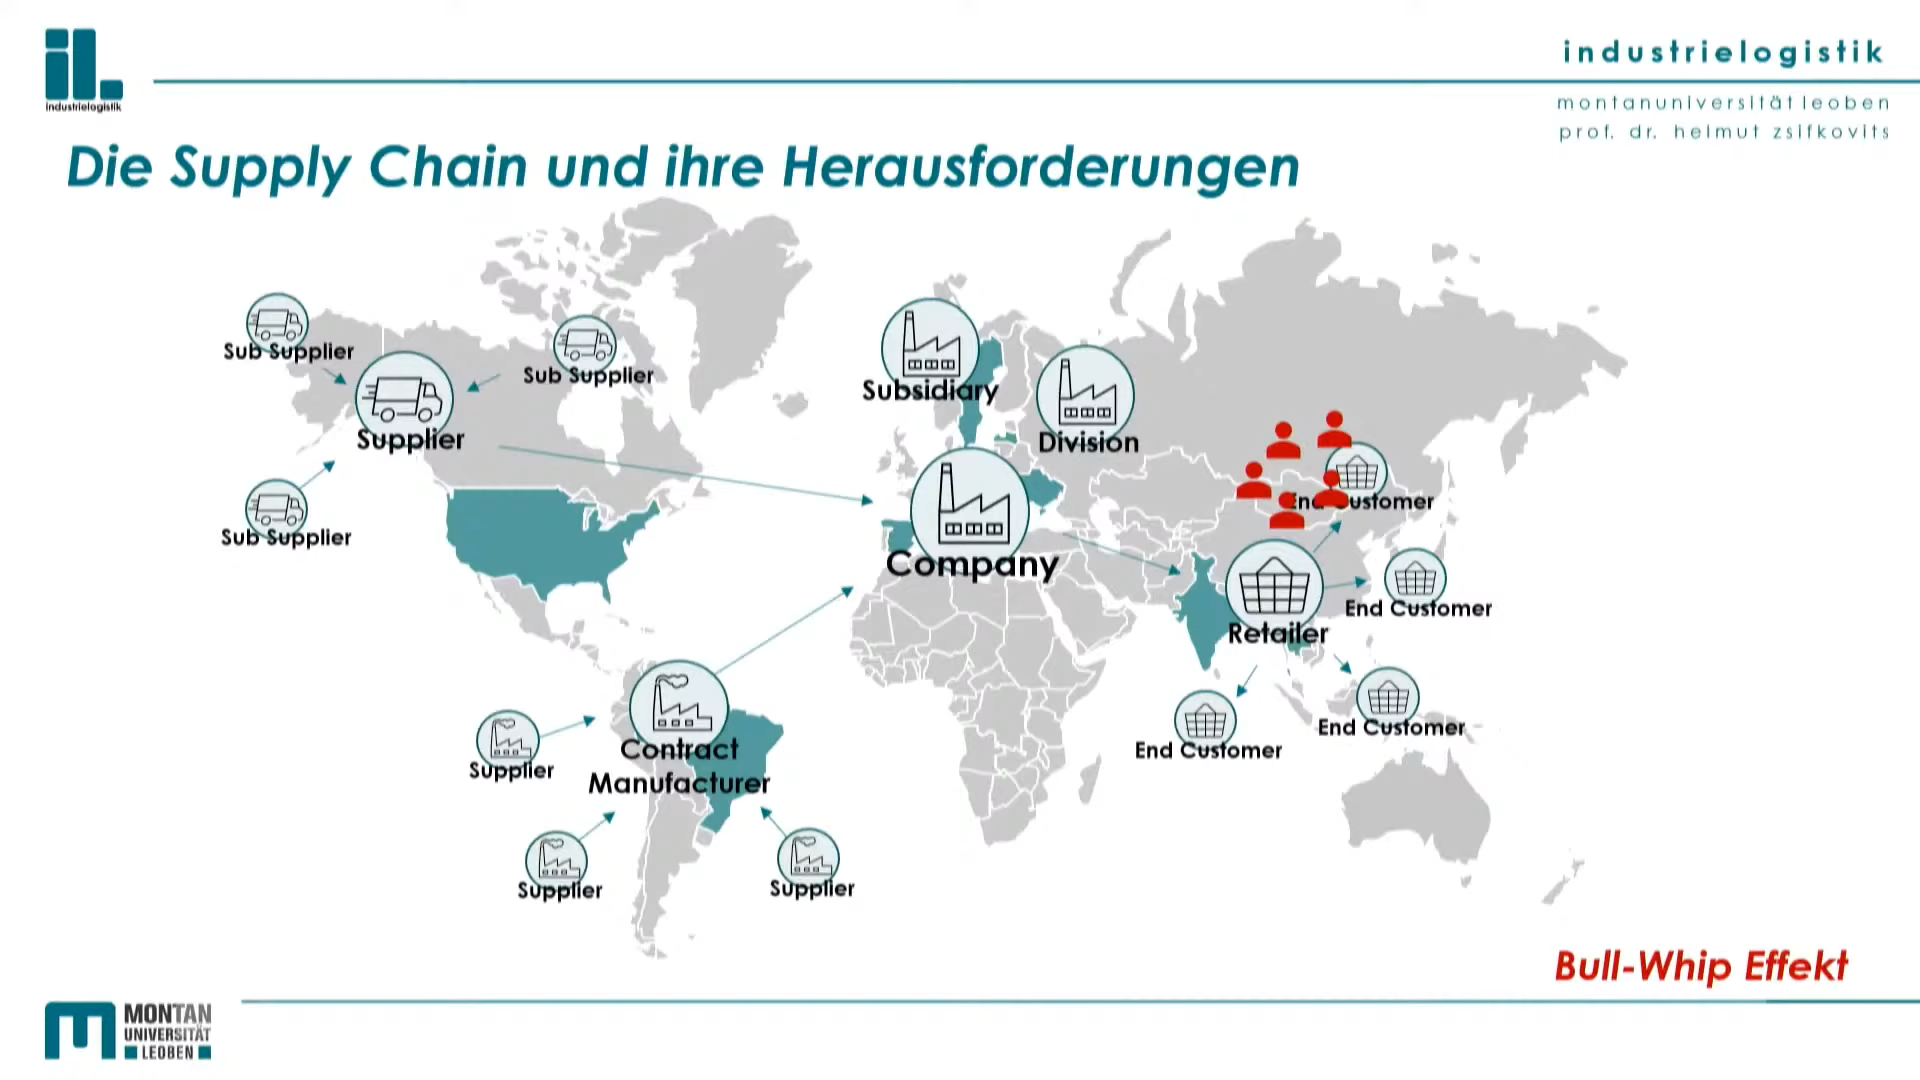 industrielogistik
industrielogistik
montanuniversität leoben
prof. dr. helmut zsifkovits
Die Supply Chain und ihre Herausforderungen
Sub Supplier
Sub Supplier
Supplier
Sub Supplier
Subsidiary
Division
Company
End Customer
End Customer
Retailer
End Customer
End Customer
Contract
Manufacturer
Supplier
Supplier
Supplier
Bull-Whip Effekt
MONTAN
UNIVERSITÄT
LEOBEN